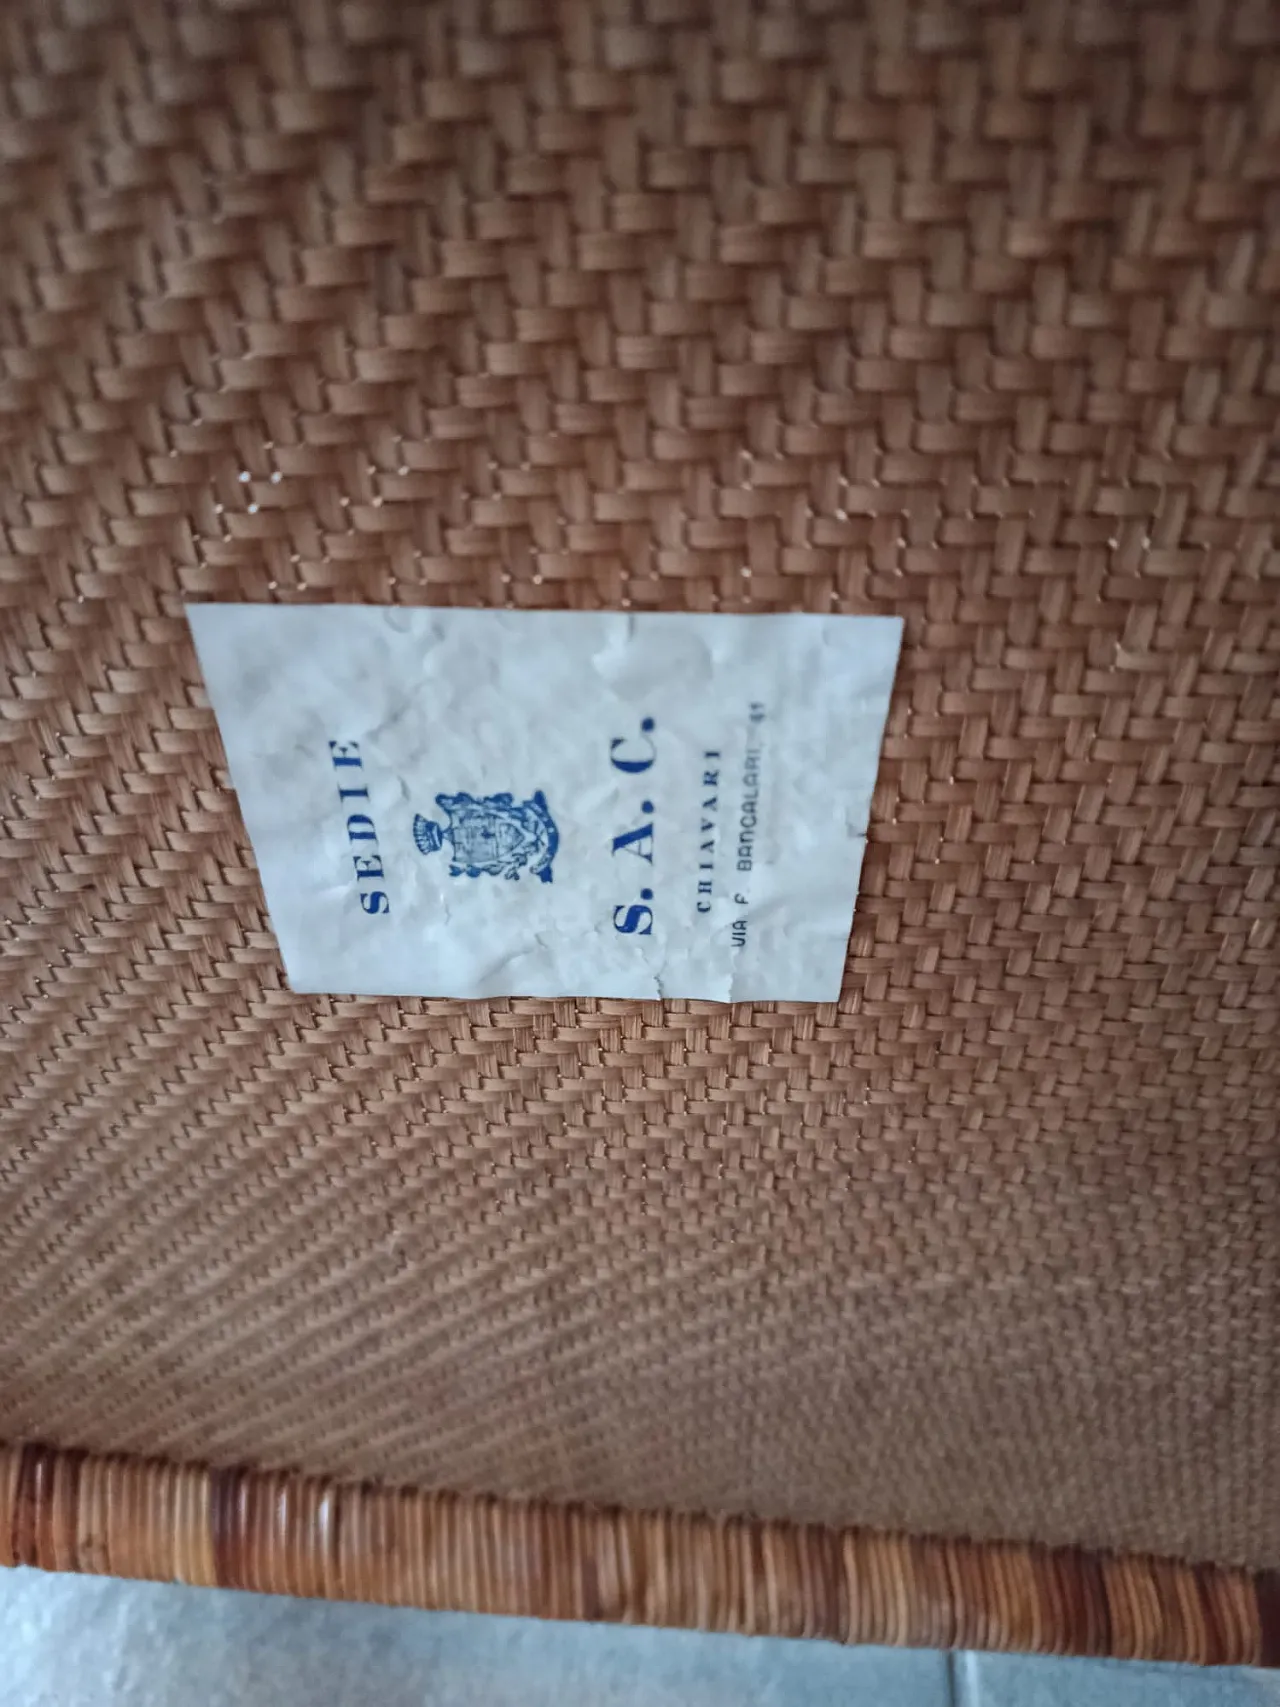 SEDIE
S. A. C.
CHIAVARI
VIA F. BANCALARI, 41